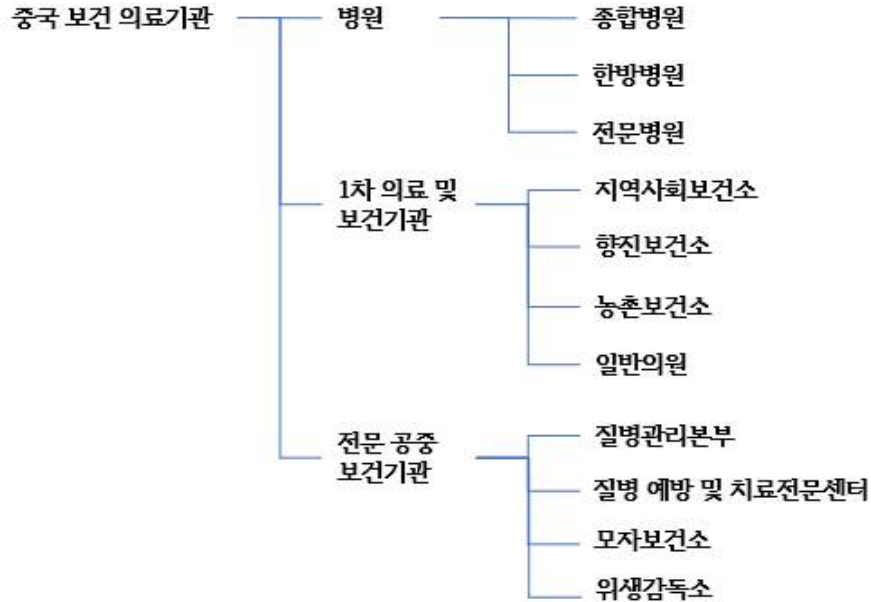 중국 보건 의료기관
병원
종합병원
한방병원
전문병원
1차 의료 및
보건기관
지역사회보건소
향진보건소
농촌보건소
일반의원
전문 공중
보건기관
질병관리본부
질병 예방 및 치료전문센터
모자보건소
위생감독소